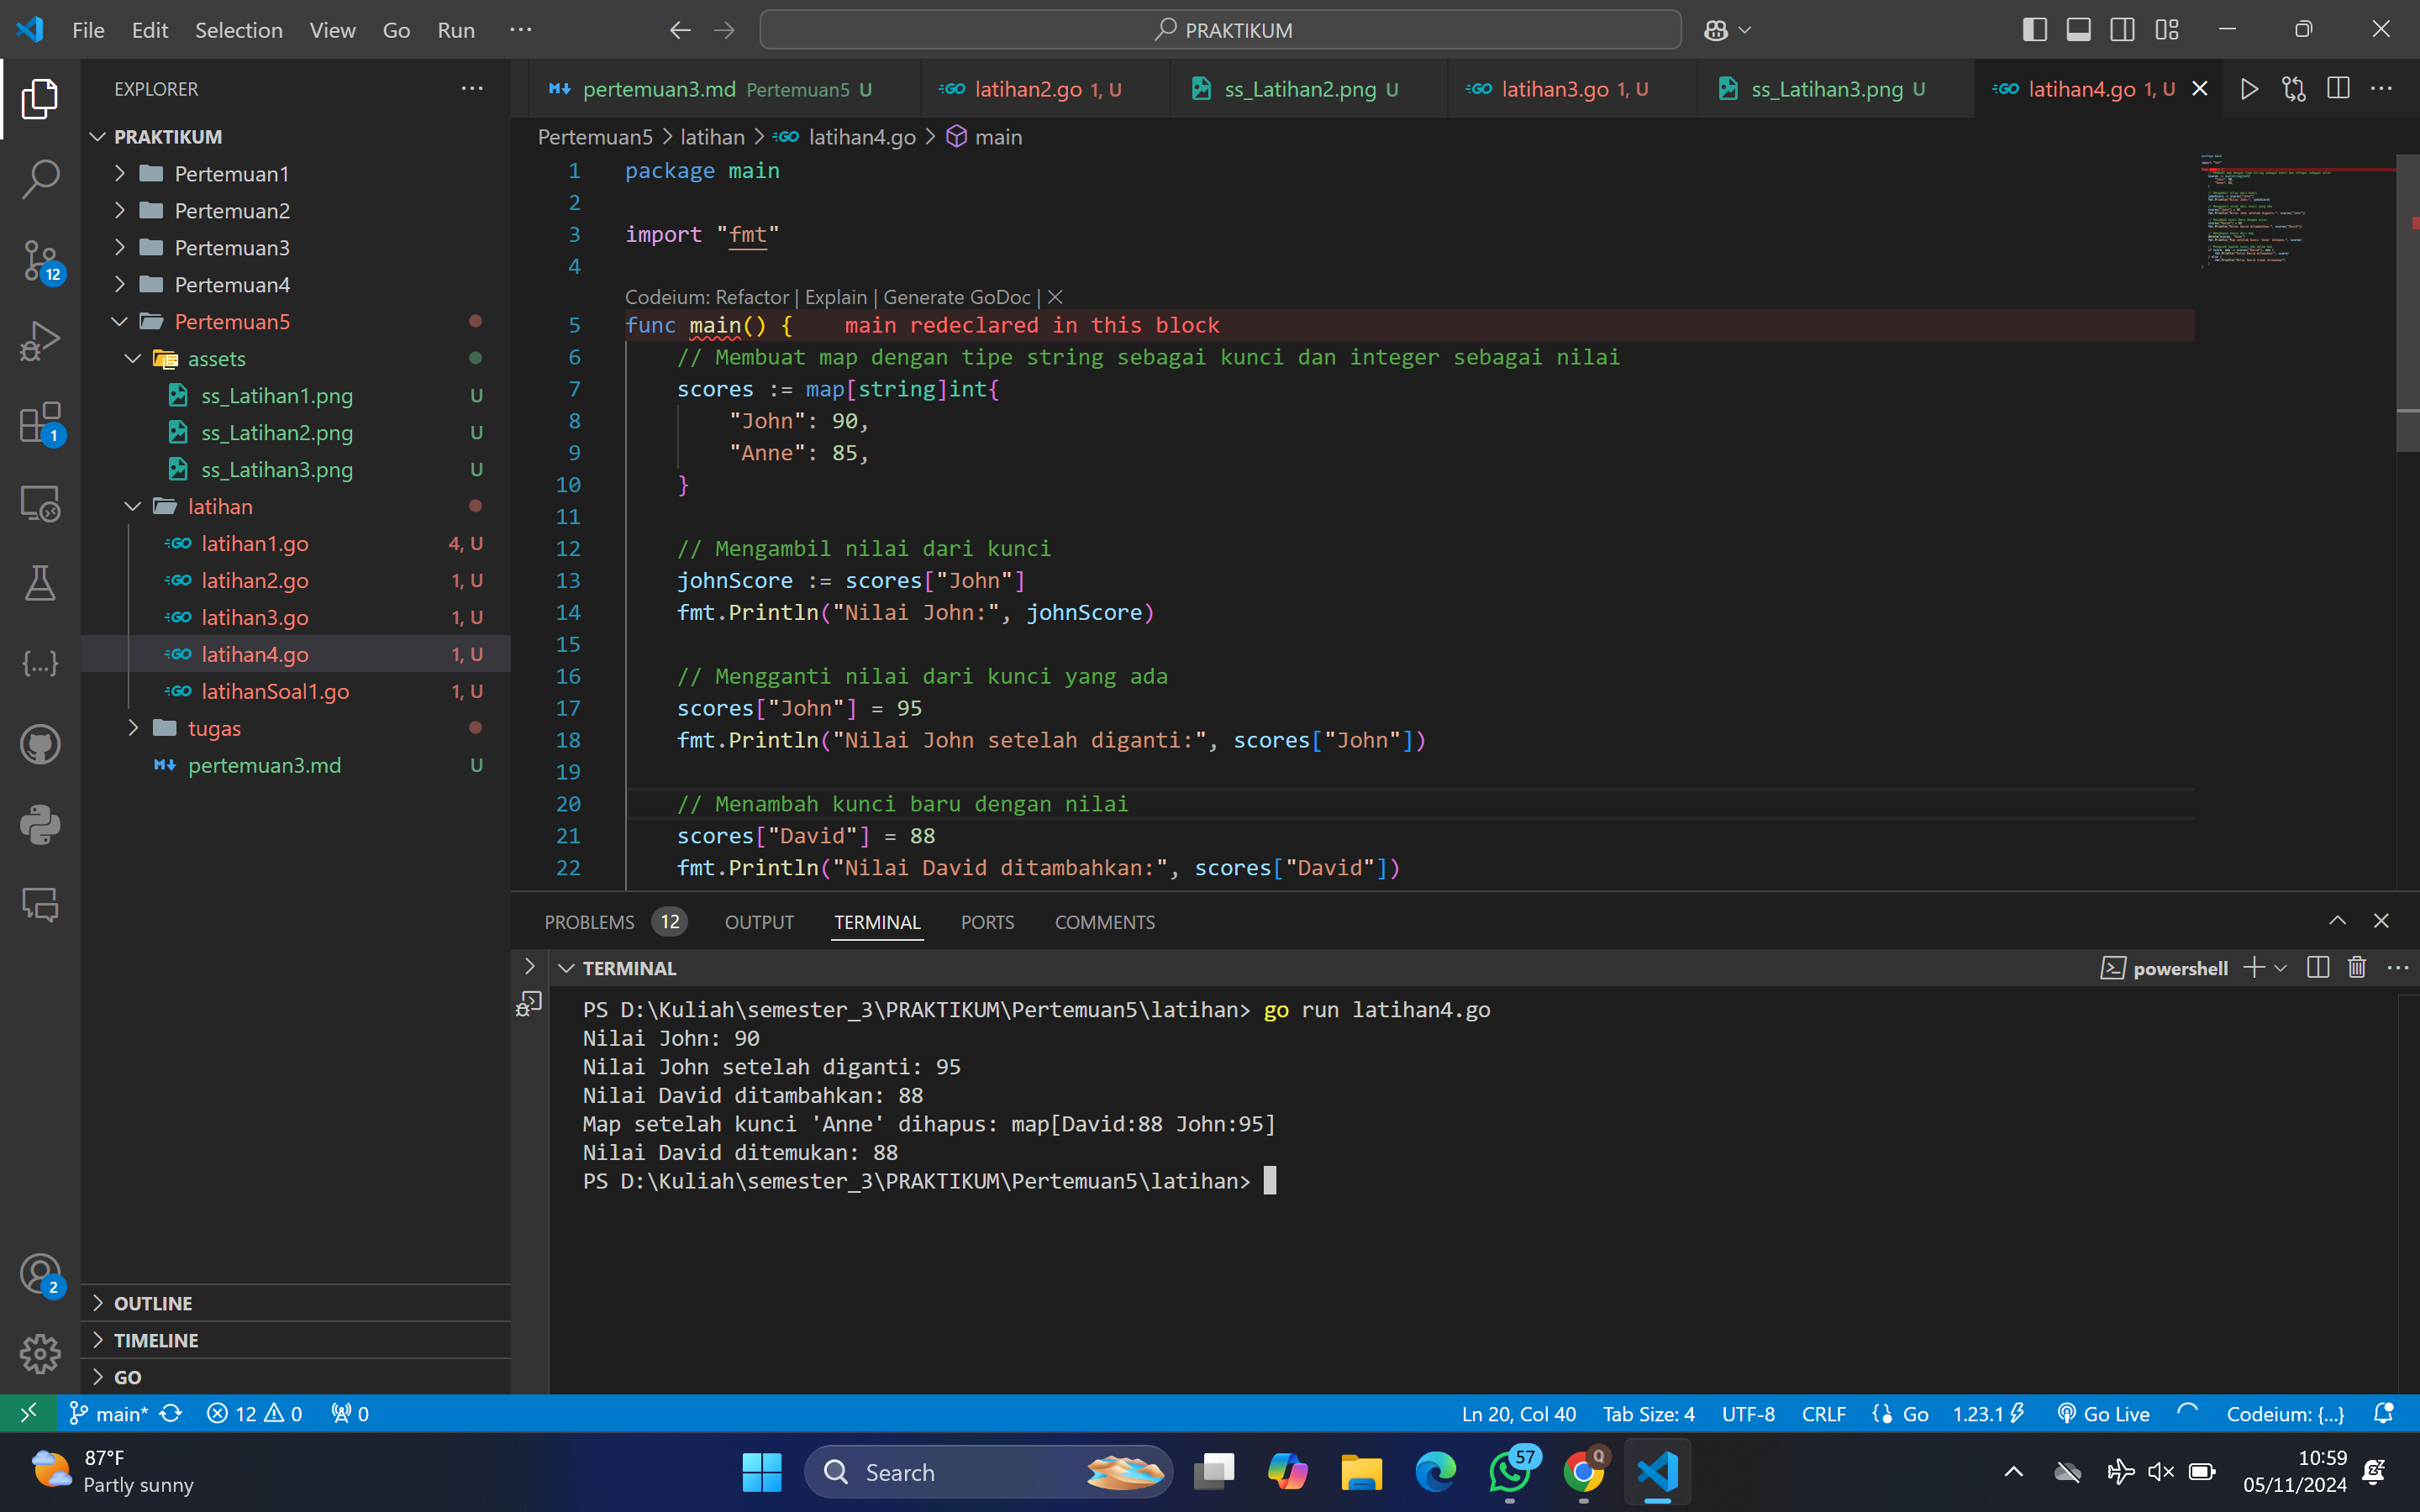 File Edit Selection View Go Run ··· PRAKTIKUM
EXPLORER
PRAKTIKUM
Pertemuan1
Pertemuan2
Pertemuan3
Pertemuan4
Pertemuan5
assets
ss_Latihan1.png U
ss_Latihan2.png U
ss_Latihan3.png U
latihan
latihan1.go 4, U
latihan2.go 1, U
latihan3.go 1, U
latihan4.go 1, U
latihanSoal1.go 1, U
tugas
pertemuan3.md U
OUTLINE
TIMELINE
GO
12
1
2
pertemuan3.md Pertemuan5 U latihan2.go 1, U ss_Latihan2.png U latihan3.go 1, U ss_Latihan3.png U latihan4.go 1, U
Pertemuan5 > latihan > latihan4.go > main
1 package main
2
3 import "fmt"
4
Codeium: Refactor | Explain | Generate GoDoc | ×
5 func main() { main redeclared in this block
6 // Membuat map dengan tipe string sebagai kunci dan integer sebagai nilai
7 scores := map[string]int{
8 "John": 90,
9 "Anne": 85,
10 }
11
12 // Mengambil nilai dari kunci
13 johnScore := scores["John"]
14 fmt.Println("Nilai John:", johnScore)
15
16 // Mengganti nilai dari kunci yang ada
17 scores["John"] = 95
18 fmt.Println("Nilai John setelah diganti:", scores["John"])
19
20 // Menambah kunci baru dengan nilai
21 scores["David"] = 88
22 fmt.Println("Nilai David ditambahkan:", scores["David"])
PROBLEMS 12 OUTPUT TERMINAL PORTS COMMENTS
TERMINAL powershell
PS D:\Kuliah\semester_3\PRAKTIKUM\Pertemuan5\latihan> go run latihan4.go
Nilai John: 90
Nilai John setelah diganti: 95
Nilai David ditambahkan: 88
Map setelah kunci 'Anne' dihapus: map[David:88 John:95]
Nilai David ditemukan: 88
PS D:\Kuliah\semester_3\PRAKTIKUM\Pertemuan5\latihan>
main* 12 0 0 Ln 20, Col 40 Tab Size: 4 UTF-8 CRLF Go 1.23.1 Go Live Codeium: {...}
87°F
Partly sunny
Search
57
Q
10:59
05/11/2024